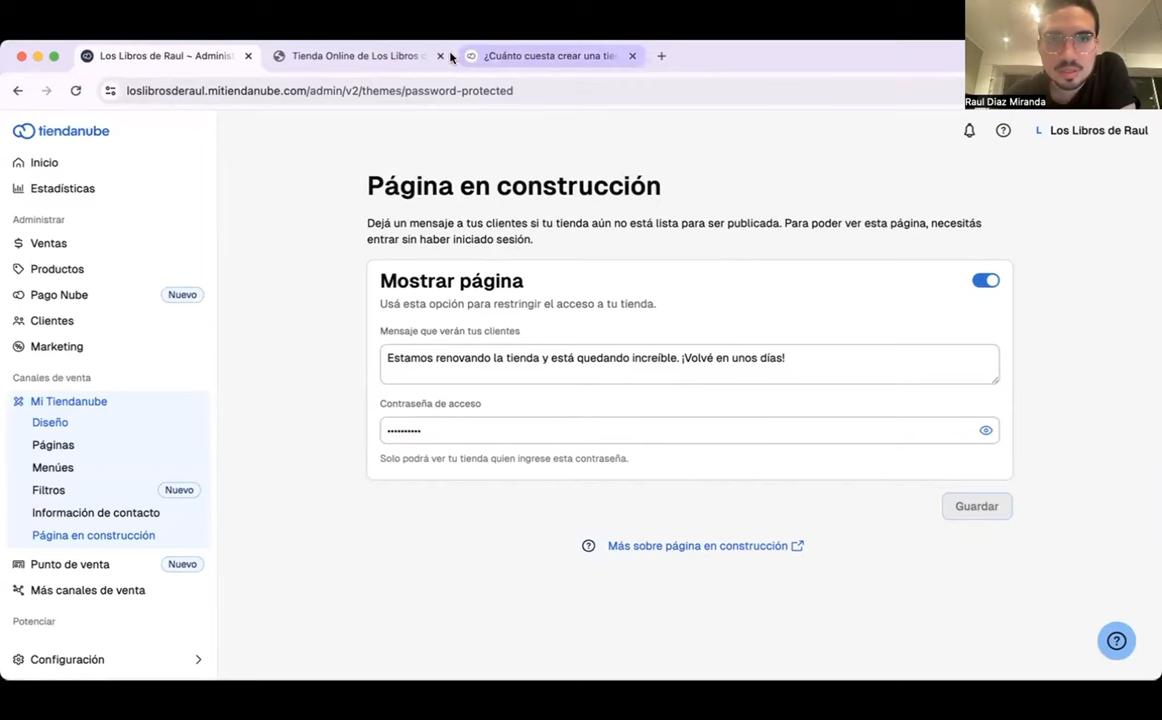 Los Libros de Raul ~ Administ
Tienda Online de Los Libros c
¿Cuánto cuesta crear una tie
loslibrosderaul.mitiendanube.com/admin/v2/themes/password-protected
Raul Diaz Miranda
tiendanube
L Los Libros de Raul
Inicio
Estadísticas
Administrar
Ventas
Productos
Pago Nube Nuevo
Clientes
Marketing
Canales de venta
Mi Tiendanube
Diseño
Páginas
Menúes
Filtros Nuevo
Información de contacto
Página en construcción
Punto de venta Nuevo
Más canales de venta
Potenciar
Configuración
Página en construcción
Dejá un mensaje a tus clientes si tu tienda aún no está lista para ser publicada. Para poder ver esta página, necesitás
entrar sin haber iniciado sesión.
Mostrar página
Usá esta opción para restringir el acceso a tu tienda.
Mensaje que verán tus clientes
Estamos renovando la tienda y está quedando increíble. ¡Volvé en unos días!
Contraseña de acceso
••••••••••
Solo podrá ver tu tienda quien ingrese esta contraseña.
Guardar
Más sobre página en construcción